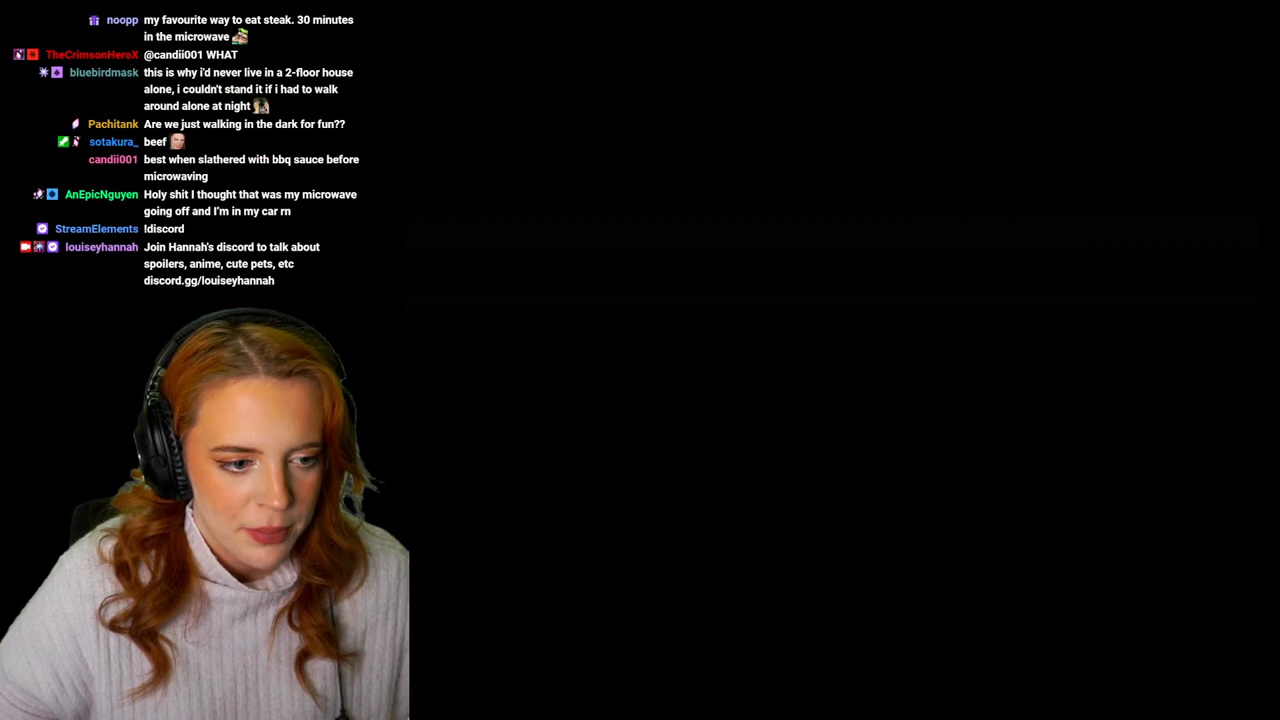 noopp my favourite way to eat steak. 30 minutes
in the microwave
TheCrimsonHeroX @candii001 WHAT
bluebirdmask this is why i'd never live in a 2-floor house
alone, i couldn't stand it if i had to walk
around alone at night
Pachitank Are we just walking in the dark for fun??
sotakura_ beef
candii001 best when slathered with bbq sauce before
microwaving
AnEpicNguyen Holy shit I thought that was my microwave
going off and I'm in my car rn
StreamElements !discord
louiseyhannah Join Hannah's discord to talk about
spoilers, anime, cute pets, etc
discord.gg/louiseyhannah